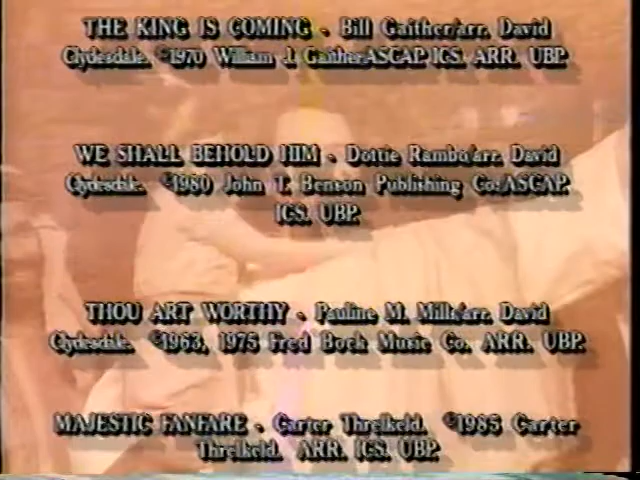 THE KING IS COMING - Bill Gaither/arr. David
Clydesdale. ©1970 William J. Gaither.ASCAP ICS. ARR. UBP.
WE SHALL BEHOLD HIM - Dottie Rambo/arr. David
Clydesdale. ©1980 John T. Benson Publishing Co:ASCAP.
ICS. UBP.
THOU ART WORTHY - Pauline M. Mills/arr. David
Clydesdale. ©1963, 1975 Fred Bock Music Co. ARR. UBP.
MAJESTIC FANFARE - Carter Threlkeld. ©1985 Carter
Threlkeld. ARR. ICS. UBP.